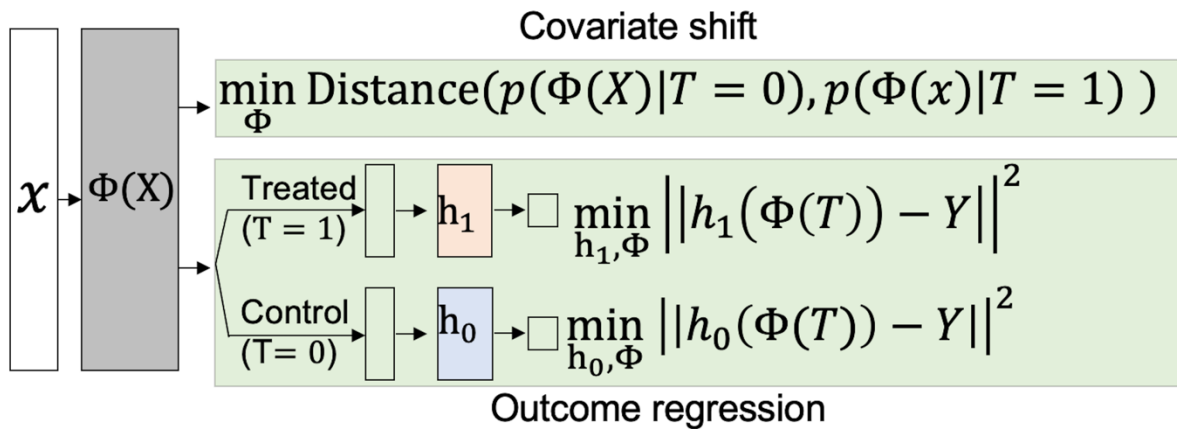 Covariate shift
min Distance(p(Φ(X)|T = 0), p(Φ(x)|T = 1) )
Φ
x
Φ(X)
Treated
(T = 1)
h₁
min ||h₁(Φ(T)) − Y||²
h₁,Φ
Control
(T= 0)
h₀
min ||h₀(Φ(T)) − Y||²
h₀,Φ
Outcome regression